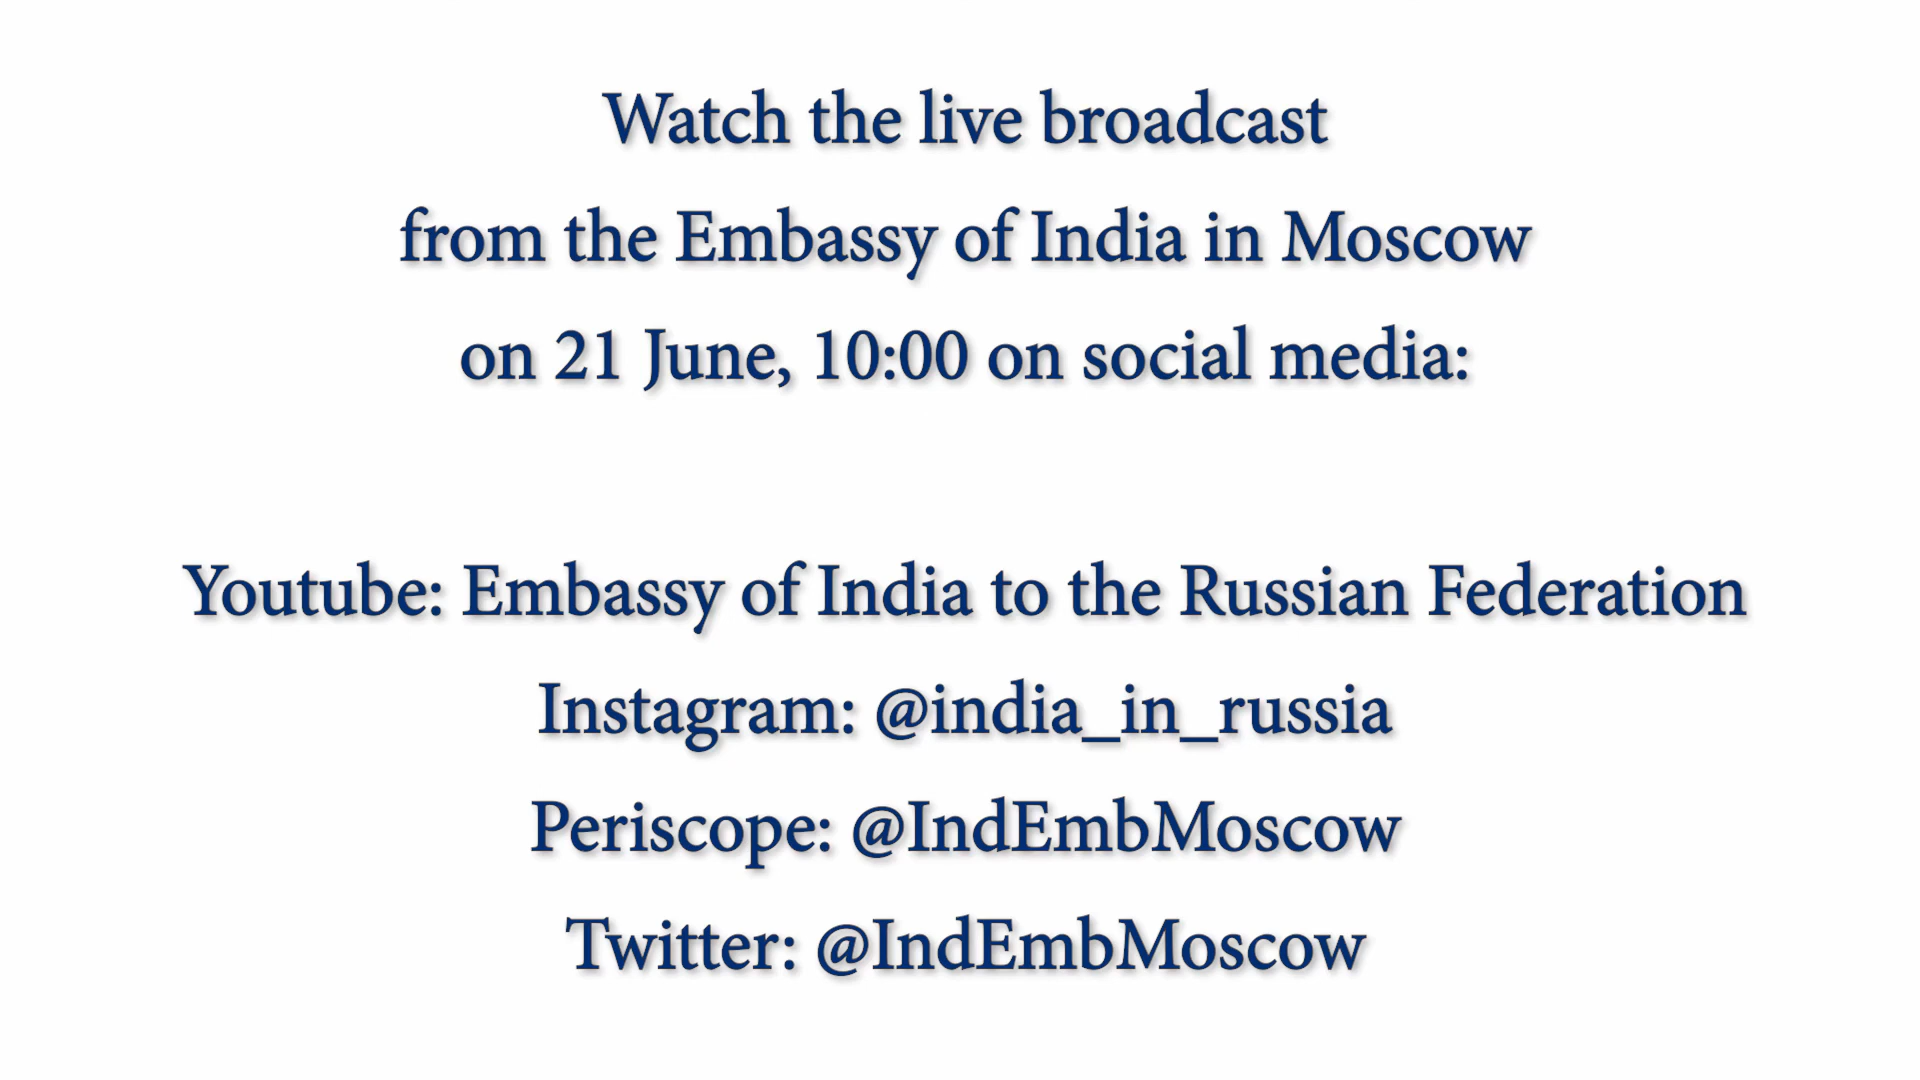 Watch the live broadcast
from the Embassy of India in Moscow
on 21 June, 10:00 on social media:
Youtube: Embassy of India to the Russian Federation
Instagram: @india_in_russia
Periscope: @IndEmbMoscow
Twitter: @IndEmbMoscow